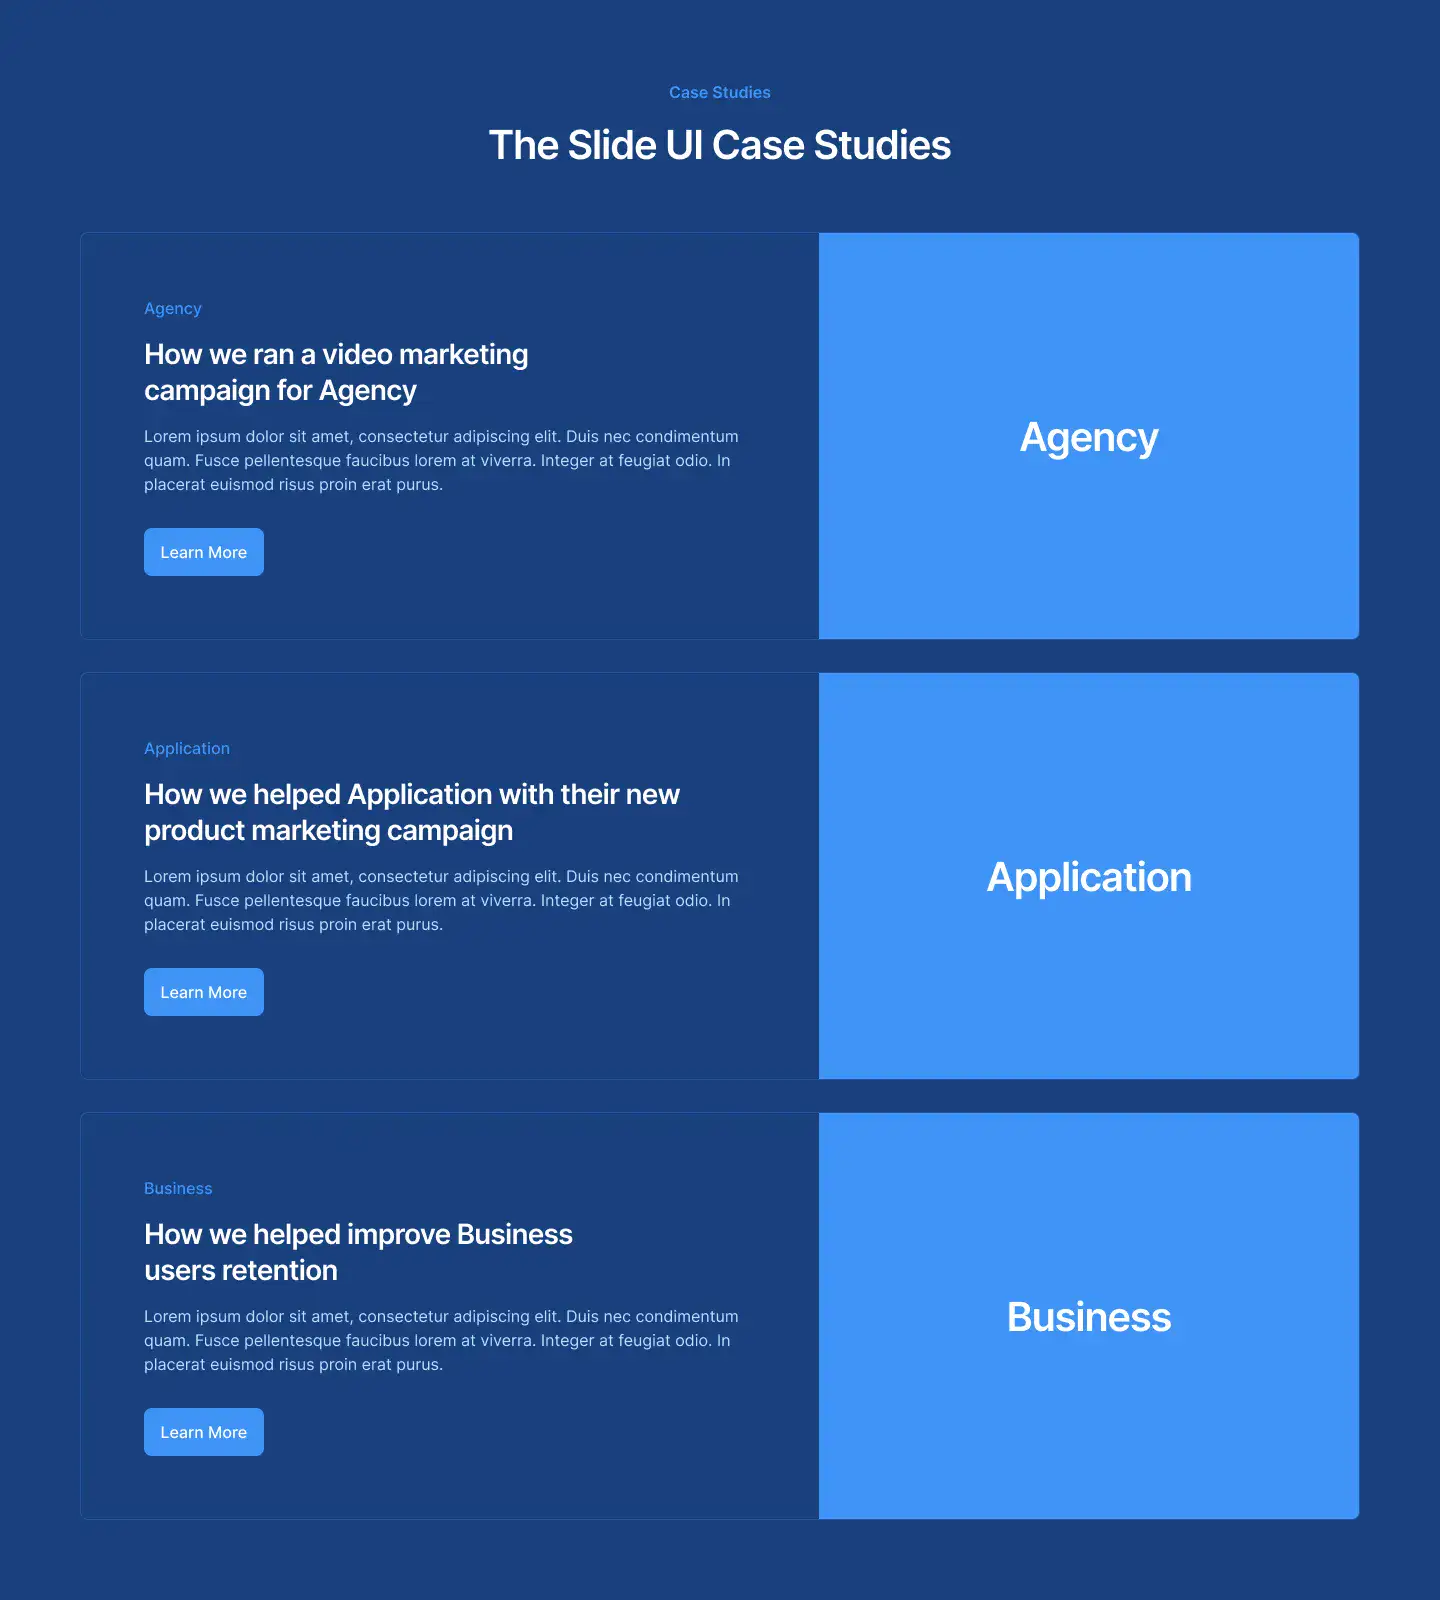 Case Studies
The Slide UI Case Studies
Agency
How we ran a video marketing
campaign for Agency
Lorem ipsum dolor sit amet, consectetur adipiscing elit. Duis nec condimentum
quam. Fusce pellentesque faucibus lorem at viverra. Integer at feugiat odio. In
placerat euismod risus proin erat purus.
Learn More
Agency
Application
How we helped Application with their new
product marketing campaign
Lorem ipsum dolor sit amet, consectetur adipiscing elit. Duis nec condimentum
quam. Fusce pellentesque faucibus lorem at viverra. Integer at feugiat odio. In
placerat euismod risus proin erat purus.
Learn More
Application
Business
How we helped improve Business
users retention
Lorem ipsum dolor sit amet, consectetur adipiscing elit. Duis nec condimentum
quam. Fusce pellentesque faucibus lorem at viverra. Integer at feugiat odio. In
placerat euismod risus proin erat purus.
Learn More
Business